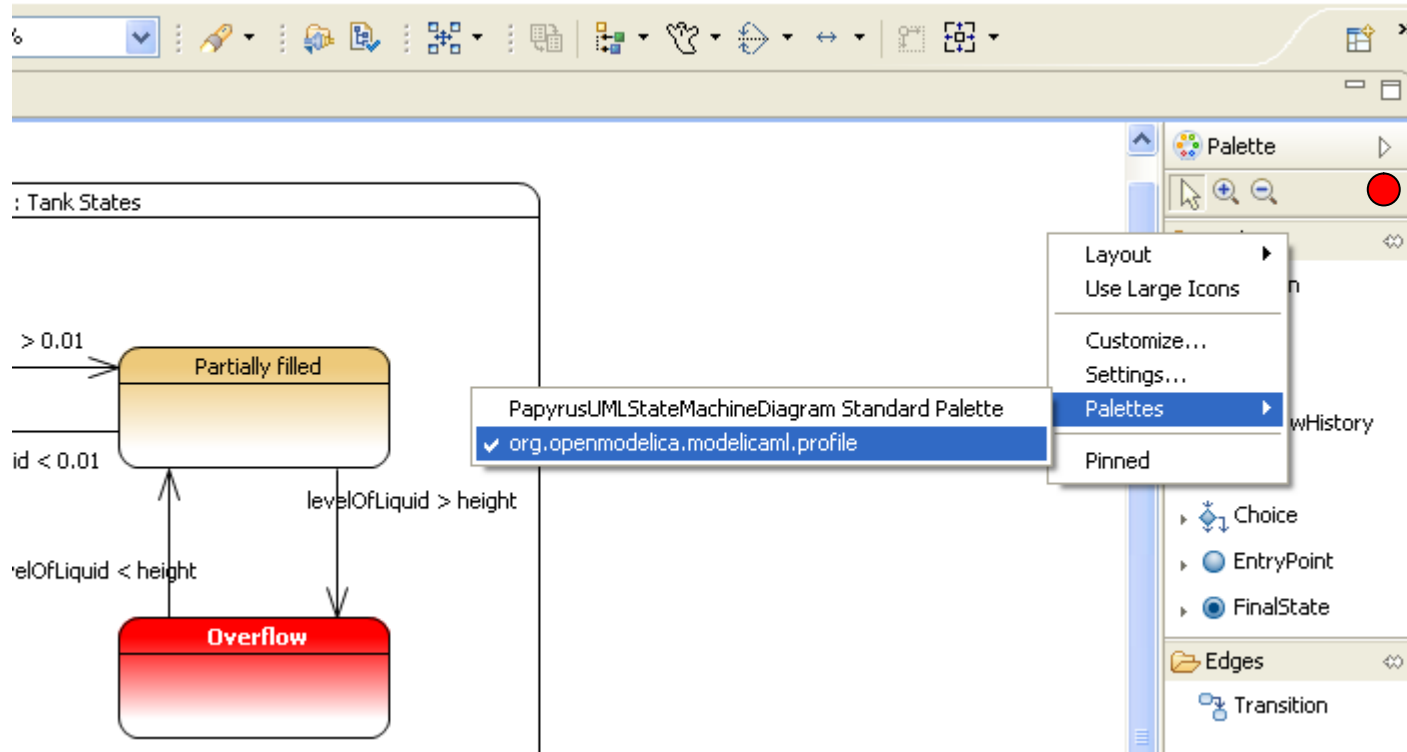 %
Palette
: Tank States
Layout
Use Large Icons
n
> 0.01
Customize...
Partially filled
Settings...
PapyrusUMLStateMachineDiagram Standard Palette
Palettes
wHistory
org.openmodelica.modelicaml.profile
id < 0.01
Pinned
levelOfLiquid > height
Choice
EntryPoint
elOfLiquid < height
FinalState
Overflow
Edges
Transition